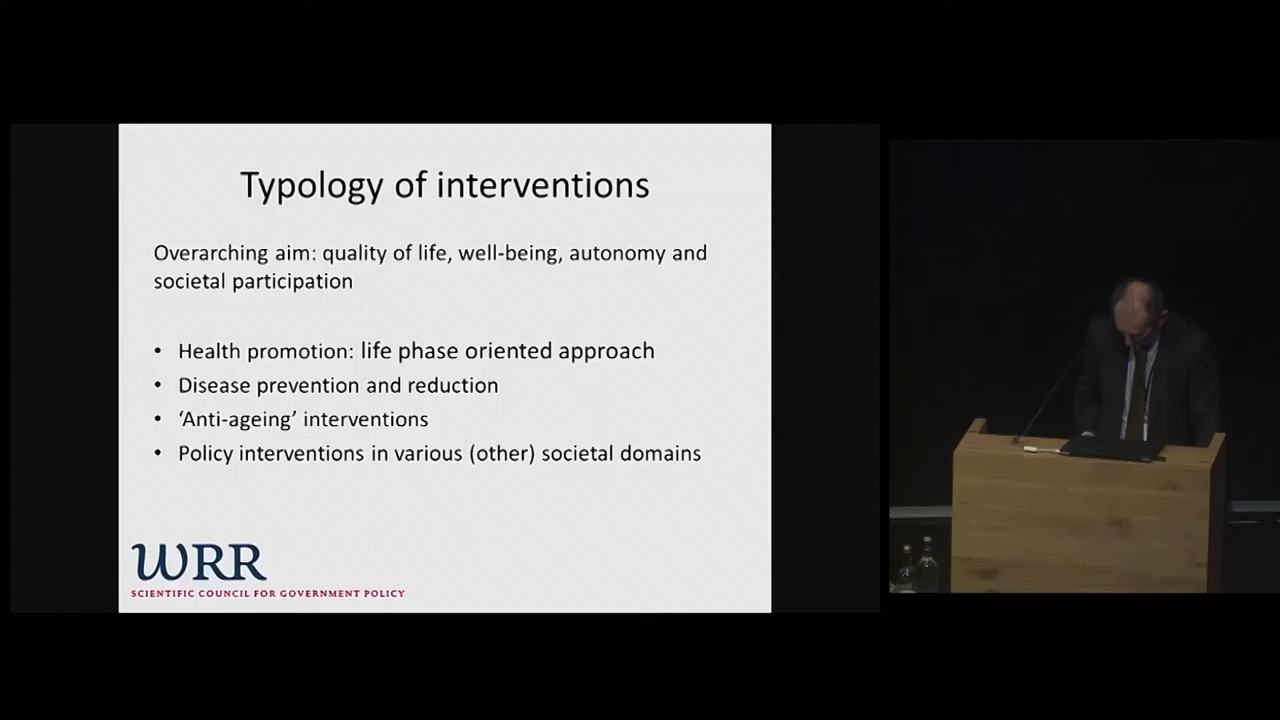 Typology of interventions
Overarching aim: quality of life, well-being, autonomy and
societal participation
• Health promotion: life phase oriented approach
• Disease prevention and reduction
• ‘Anti-ageing’ interventions
• Policy interventions in various (other) societal domains
WRR
SCIENTIFIC COUNCIL FOR GOVERNMENT POLICY